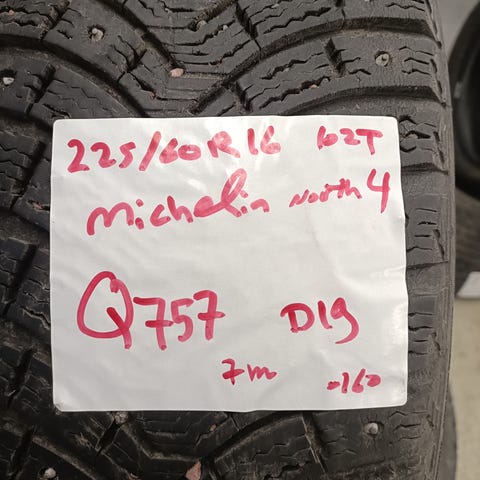 225/60R16 102T
Michelin North 4
Q757 D19
7m -160